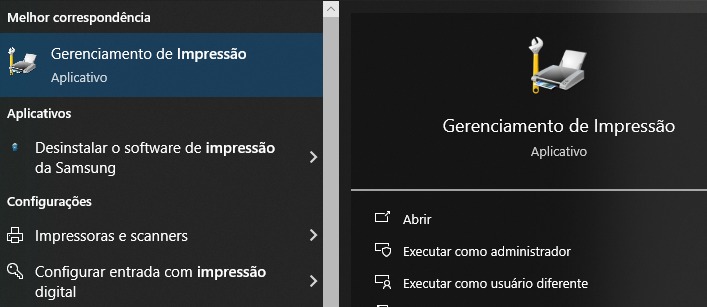 Melhor correspondência
Gerenciamento de Impressão
Aplicativo
Aplicativos
Desinstalar o software de impressão
da Samsung
Configurações
Impressoras e scanners
Configurar entrada com impressão
digital
Gerenciamento de Impressão
Aplicativo
Abrir
Executar como administrador
Executar como usuário diferente